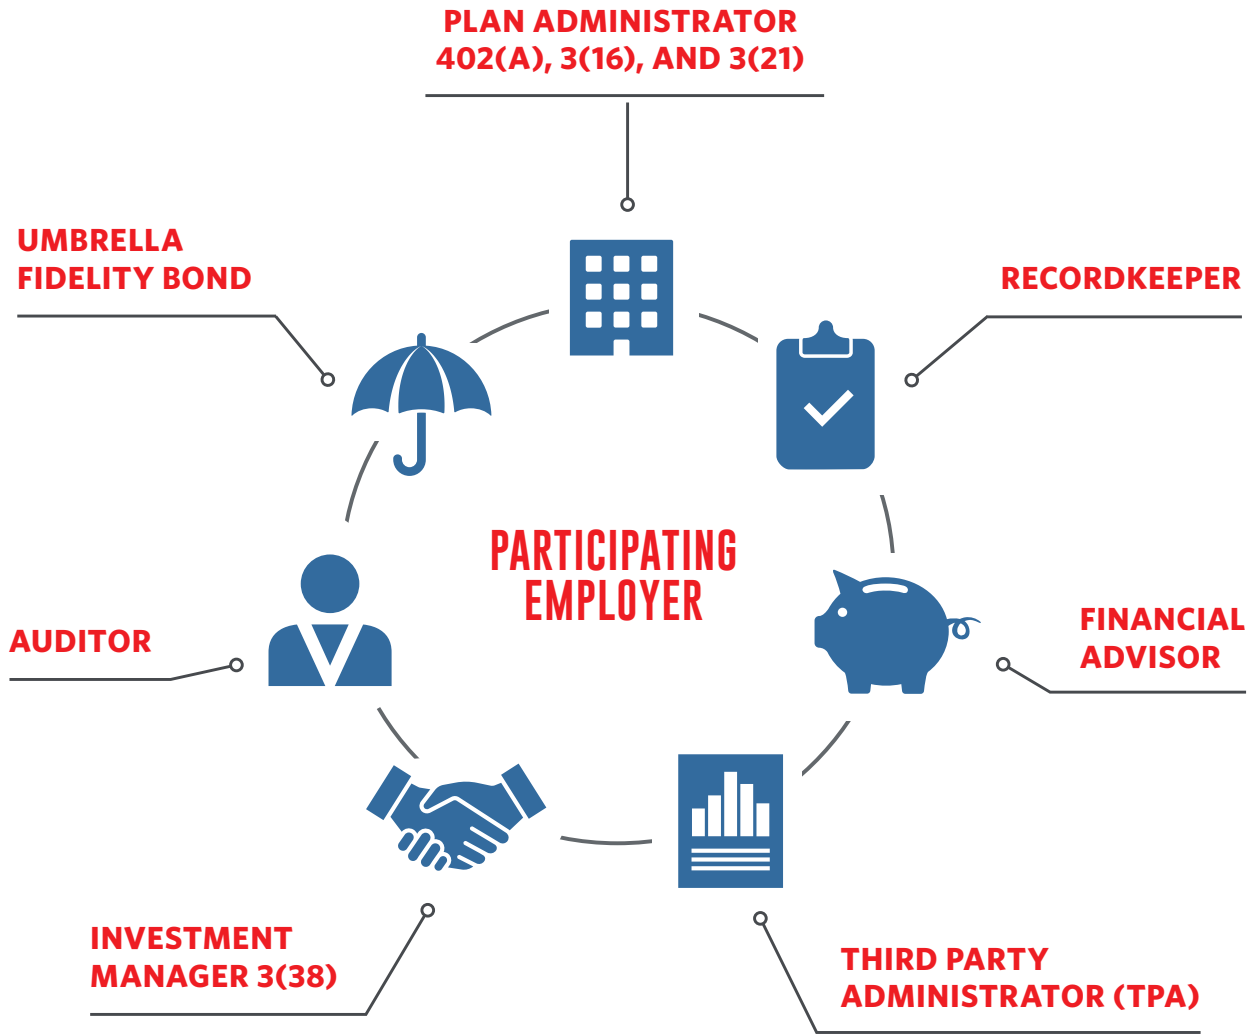 PLAN ADMINISTRATOR
402(A), 3(16), AND 3(21)
UMBRELLA
FIDELITY BOND
RECORDKEEPER
PARTICIPATING
EMPLOYER
AUDITOR
FINANCIAL
ADVISOR
INVESTMENT
MANAGER 3(38)
THIRD PARTY
ADMINISTRATOR (TPA)